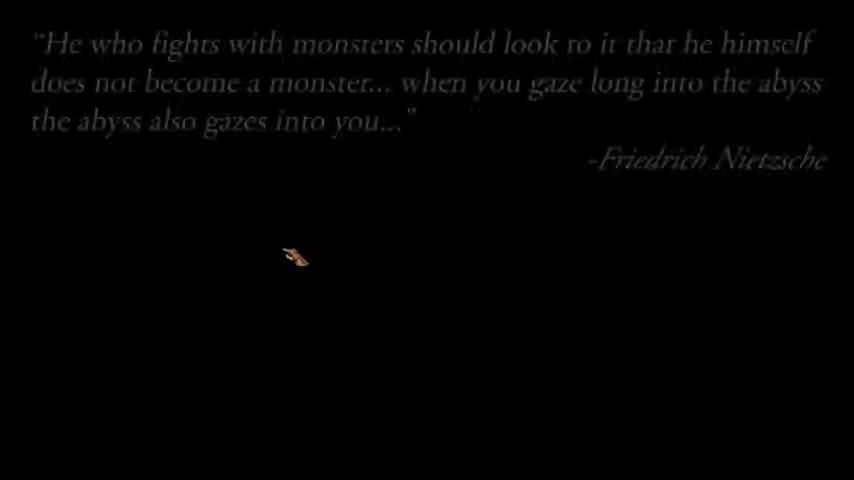 “He who fights with monsters should look to it that he himself
does not become a monster... when you gaze long into the abyss
the abyss also gazes into you...”
-Friedrich Nietzsche